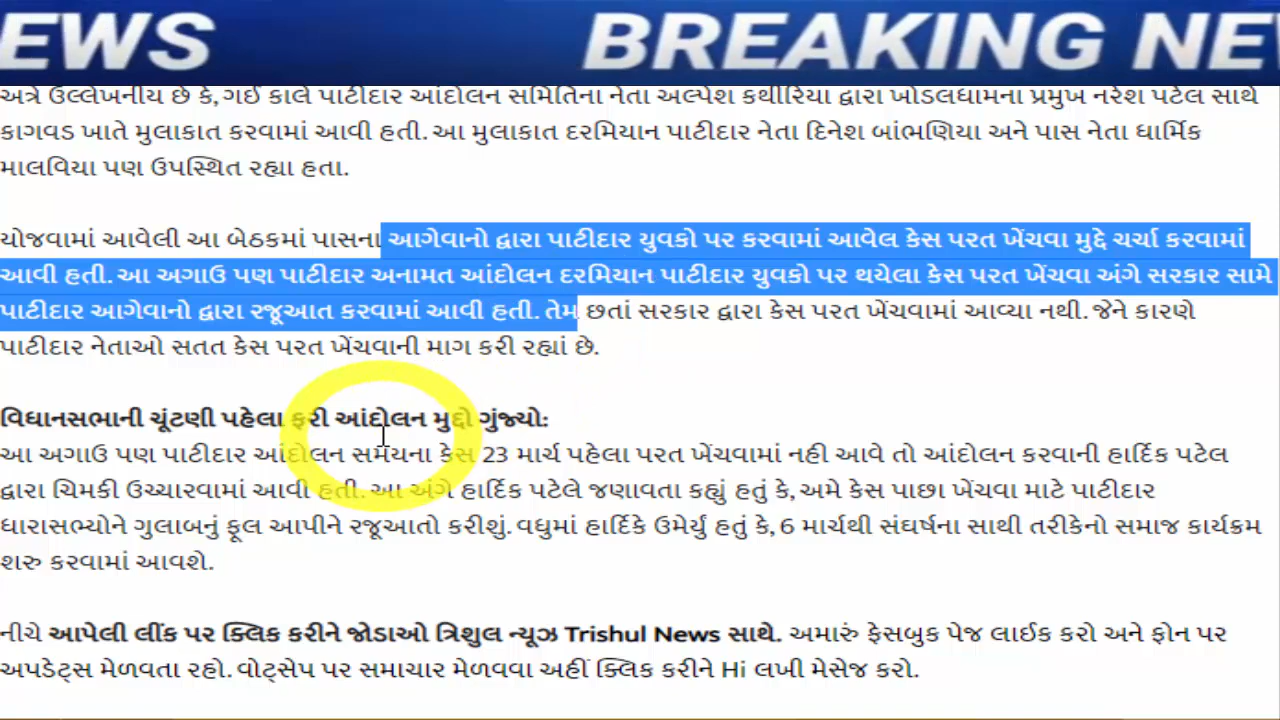 EWS BREAKING NE
અત્રે ઉલ્લેખનીય છે કે, ગઈ કાલે પાટીદાર આંદોલન સમિતિના નેતા અલ્પેશ કથીરિયા દ્વારા ખોડલધામના પ્રમુખ નરેશ પટેલ સાથે
કાગવડ ખાતે મુલાકાત કરવામાં આવી હતી. આ મુલાકાત દરમિયાન પાટીદાર નેતા દિનેશ બાંભણિયા અને પાસ નેતા ધાર્મિક
માલવિયા પણ ઉપસ્થિત રહ્યા હતા.
યોજવામાં આવેલી આ બેઠકમાં પાસના આગેવાનો દ્વારા પાટીદાર યુવકો પર કરવામાં આવેલ કેસ પરત ખેંચવા મુદ્દે ચર્ચા કરવામાં
આવી હતી. આ અગાઉ પણ પાટીદાર અનામત આંદોલન દરમિયાન પાટીદાર યુવકો પર થયેલા કેસ પરત ખેંચવા અંગે સરકાર સામે
પાટીદાર આગેવાનો દ્વારા રજૂઆત કરવામાં આવી હતી. તેમ છતાં સરકાર દ્વારા કેસ પરત ખેંચવામાં આવ્યા નથી. જેને કારણે
પાટીદાર નેતાઓ સતત કેસ પરત ખેંચવાની માગ કરી રહ્યાં છે.
વિધાનસભાની ચૂંટણી પહેલા ફરી આંદોલન મુદ્દો ગુંજ્યો:
આ અગાઉ પણ પાટીદાર આંદોલન સમયના કેસ 23 માર્ચ પહેલા પરત ખેંચવામાં નહી આવે તો આંદોલન કરવાની હાર્દિક પટેલ
દ્વારા ચિમકી ઉચ્ચારવામાં આવી હતી. આ અંગે હાર્દિક પટેલે જણાવતા કહ્યું હતું કે, અમે કેસ પાછા ખેંચવા માટે પાટીદાર
ધારાસભ્યોને ગુલાબનું ફૂલ આપીને રજૂઆતો કરીશું. વધુમાં હાર્દિકે ઉમેર્યું હતું કે, 6 માર્ચથી સંઘર્ષના સાથી તરીકેનો સમાજ કાર્યક્રમ
શરુ કરવામાં આવશે.
નીચે આપેલી લીંક પર ક્લિક કરીને જોડાઓ ત્રિશુલ ન્યૂઝ Trishul News સાથે. અમારું ફેસબુક પેજ લાઈક કરો અને ફોન પર
અપડેટ્સ મેળવતા રહો. વોટ્સેપ પર સમાચાર મેળવવા અહીં ક્લિક કરીને Hi લખી મેસેજ કરો.